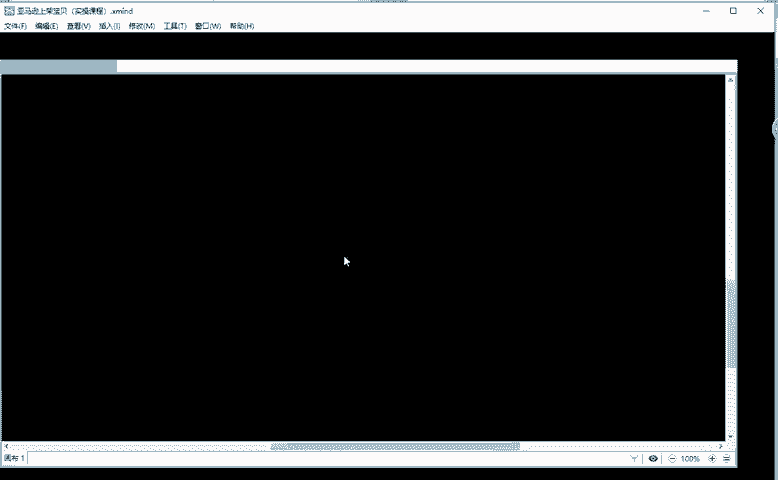 亚马逊上架宝贝（实操课程）.xmind
文件(F) 编辑(E) 查看(V) 插入(I) 修改(M) 工具(T) 窗口(W) 帮助(H)
画布 1
100%